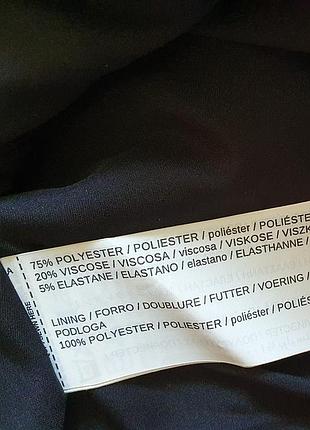 75% POLYESTER / POLIESTER / poliéster / POLIÉSTE
20% VISCOSE / VISCOSA / viscosa / VISKOSE / VISZK
5% ELASTANE / ELASTANO / elastano / ELASTHANNE /
LINING / FORRO / DOUBLURE / FUTTER / VOERING /
PODLOGA
100% POLYESTER / POLIESTER / poliéster / POLIÉS